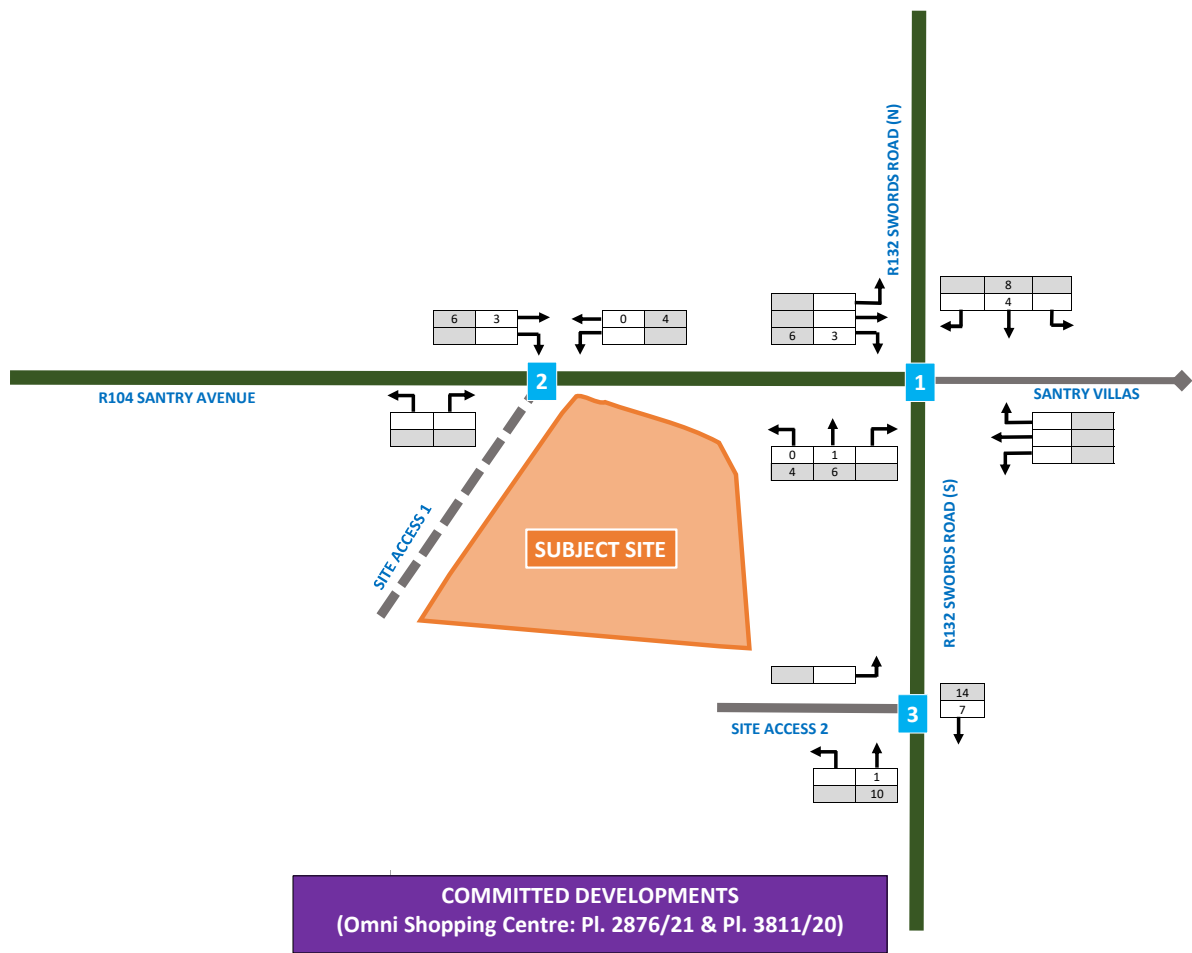 R132 SWORDS ROAD (N)
8
4
6 3
0 4
6 3
2
1
R104 SANTRY AVENUE
SANTRY VILLAS
0 1
4 6
SITE ACCESS 1
SUBJECT SITE
R132 SWORDS ROAD (S)
14
7
3
SITE ACCESS 2
1
10
COMMITTED DEVELOPMENTS
(Omni Shopping Centre: Pl. 2876/21 & Pl. 3811/20)